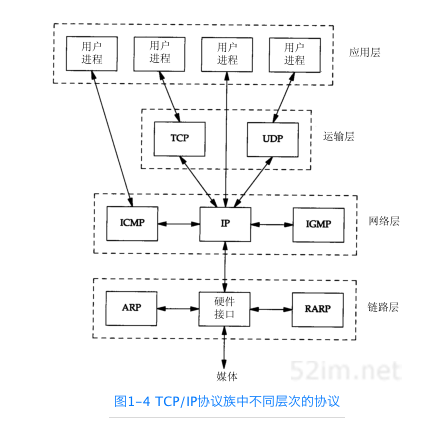 用户
进程
用户
进程
用户
进程
用户
进程
应用层
TCP
UDP
运输层
ICMP
IP
IGMP
网络层
ARP
硬件
接口
RARP
链路层
媒体
52im.net
图1-4 TCP/IP协议族中不同层次的协议